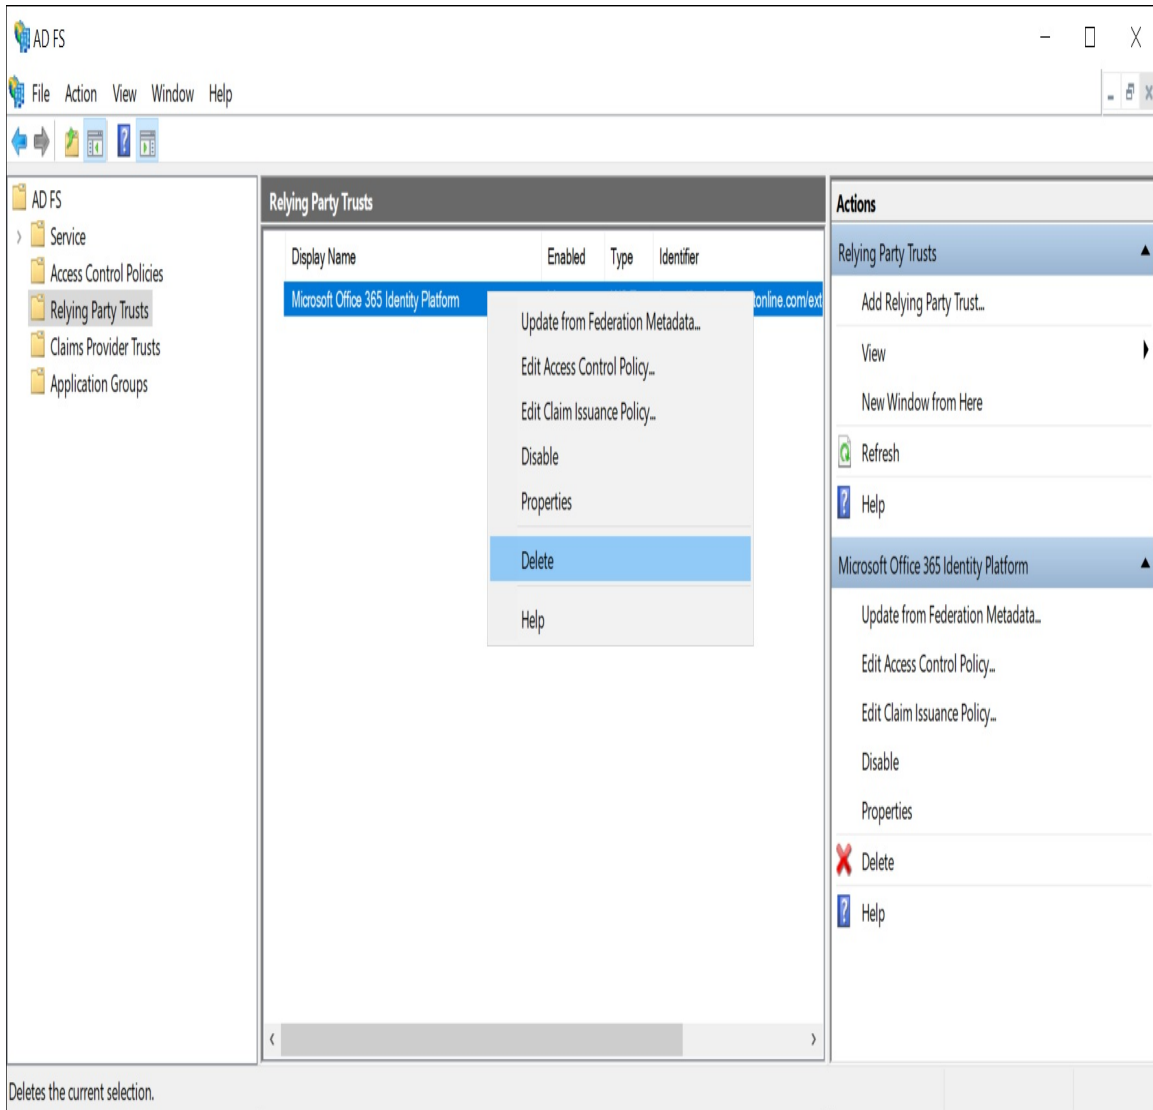 AD FS
File Action View Window Help
AD FS
Service
Access Control Policies
Relying Party Trusts
Claims Provider Trusts
Application Groups
Relying Party Trusts
Display Name Enabled Type Identifier
Microsoft Office 365 Identity Platform tonline.com/ext
Update from Federation Metadata...
Edit Access Control Policy...
Edit Claim Issuance Policy...
Disable
Properties
Delete
Help
Actions
Relying Party Trusts
Add Relying Party Trust...
View
New Window from Here
Refresh
Help
Microsoft Office 365 Identity Platform
Update from Federation Metadata...
Edit Access Control Policy...
Edit Claim Issuance Policy...
Disable
Properties
Delete
Help
Deletes the current selection.